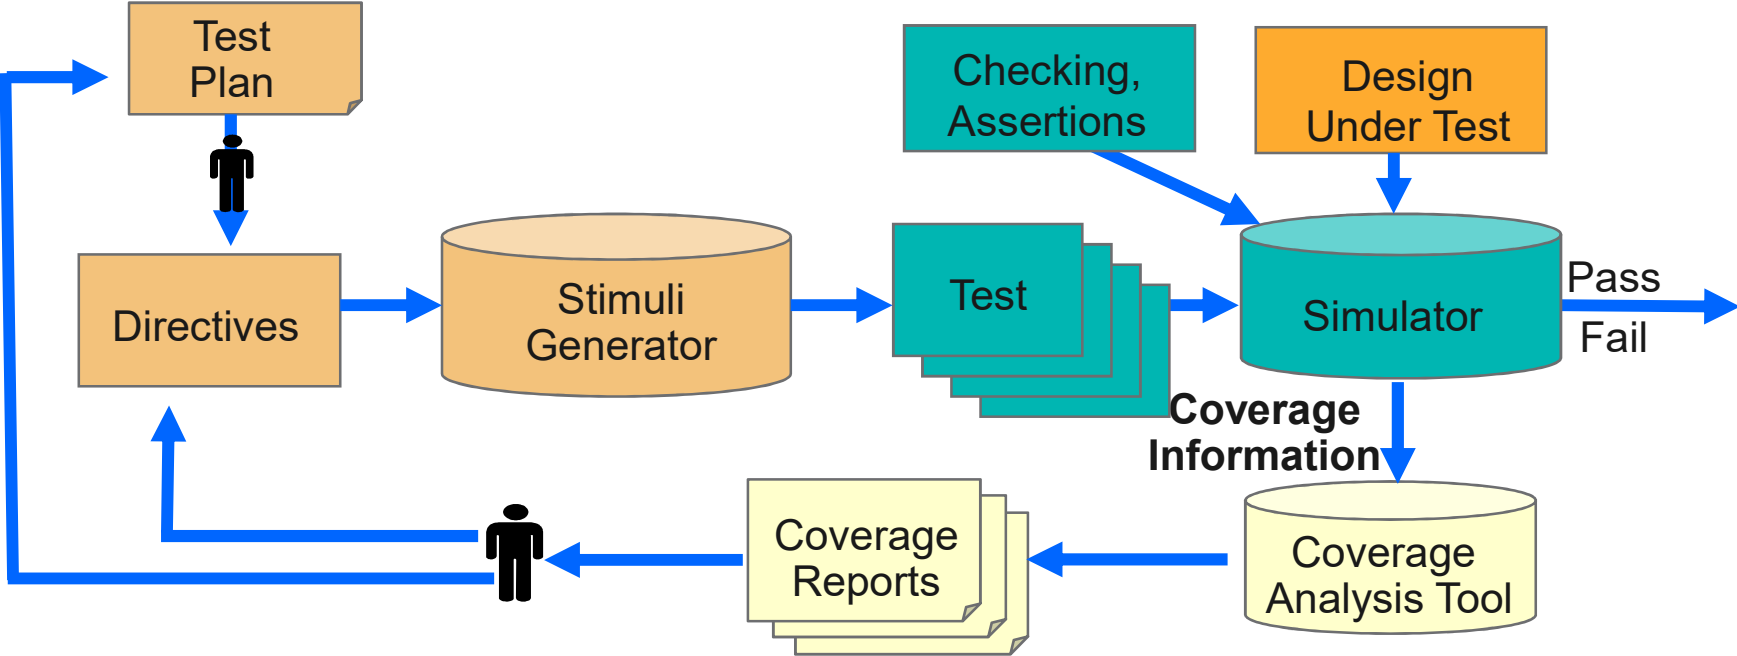 Test
Plan
Checking,
Assertions
Design
Under Test
Directives
Stimuli
Generator
Test
Simulator
Pass
Fail
Coverage
Information
Coverage
Reports
Coverage
Analysis Tool